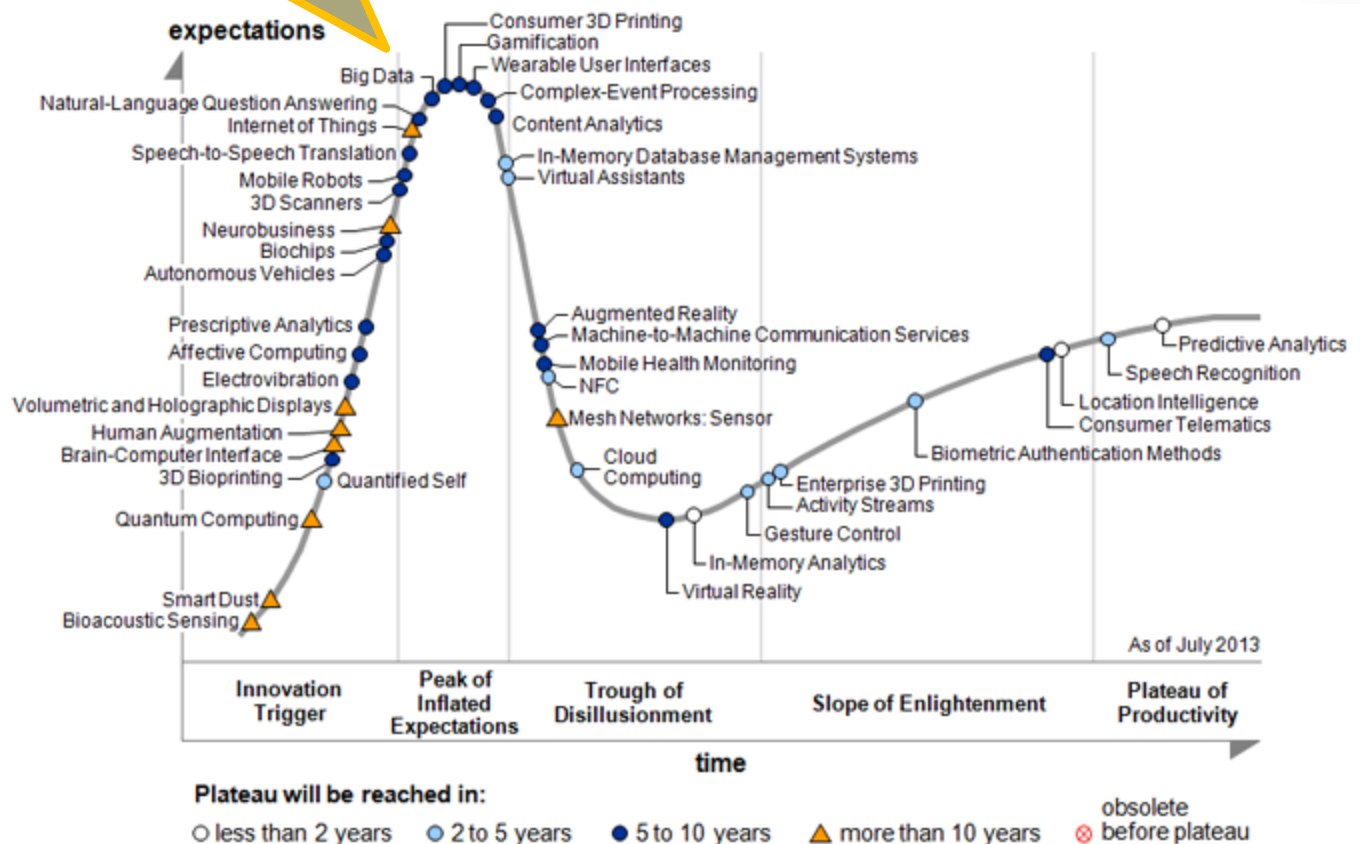 expectations
Consumer 3D Printing
Gamification
Wearable User Interfaces
Big Data
Complex-Event Processing
Natural-Language Question Answering
Internet of Things
Content Analytics
Speech-to-Speech Translation
In-Memory Database Management Systems
Mobile Robots
Virtual Assistants
3D Scanners
Neurobusiness
Biochips
Autonomous Vehicles
Augmented Reality
Prescriptive Analytics
Machine-to-Machine Communication Services
Predictive Analytics
Affective Computing
Mobile Health Monitoring
Speech Recognition
Electrovibration
NFC
Volumetric and Holographic Displays
Location Intelligence
Mesh Networks: Sensor
Consumer Telematics
Human Augmentation
Brain-Computer Interface
Biometric Authentication Methods
Cloud
Computing
3D Bioprinting
Quantified Self
Enterprise 3D Printing
Activity Streams
Quantum Computing
Gesture Control
In-Memory Analytics
Virtual Reality
Smart Dust
Bioacoustic Sensing
As of July 2013
Innovation
Trigger
Peak of
Inflated
Expectations
Trough of
Disillusionment
Slope of Enlightenment
Plateau of
Productivity
time
Plateau will be reached in:
less than 2 years
2 to 5 years
5 to 10 years
more than 10 years
obsolete
before plateau